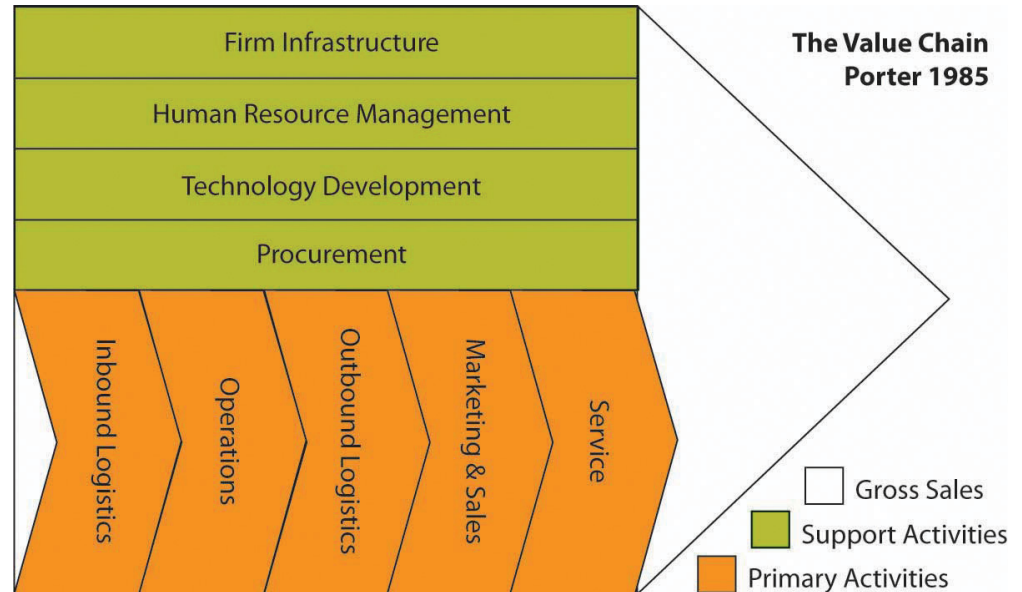 The Value Chain
Porter 1985
Firm Infrastructure
Human Resource Management
Technology Development
Procurement
Inbound Logistics
Operations
Outbound Logistics
Marketing & Sales
Service
Gross Sales
Support Activities
Primary Activities